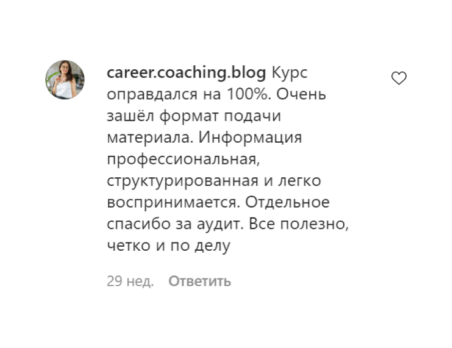 career.coaching.blog Курс
оправдался на 100%. Очень
зашёл формат подачи
материала. Информация
профессиональная,
структурированная и легко
воспринимается. Отдельное
спасибо за аудит. Все полезно,
четко и по делу
29 нед. Ответить